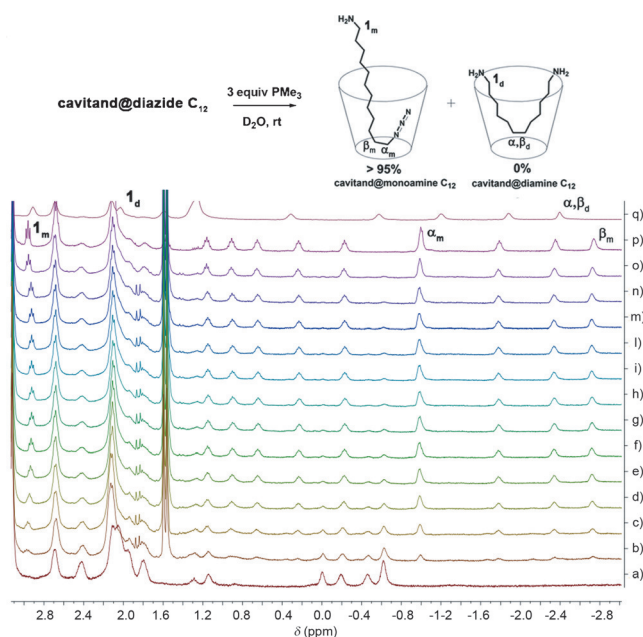 H₂N
1m
cavitand@diazide C₁₂
3 equiv PMe₃
D₂O, rt
N
N
N
βm
αm
> 95%
cavitand@monoamine C₁₂
+
H₂N
NH₂
1d
α,βd
0%
cavitand@diamine C₁₂
1d
α,βd
q)
1m
αm
βm
p)
o)
n)
m)
l)
i)
h)
g)
f)
e)
d)
c)
b)
a)
2.8 2.4 2.0 1.6 1.2 0.8 0.4 0.0 -0.4 -0.8 -1.2 -1.6 -2.0 -2.4 -2.8
δ (ppm)